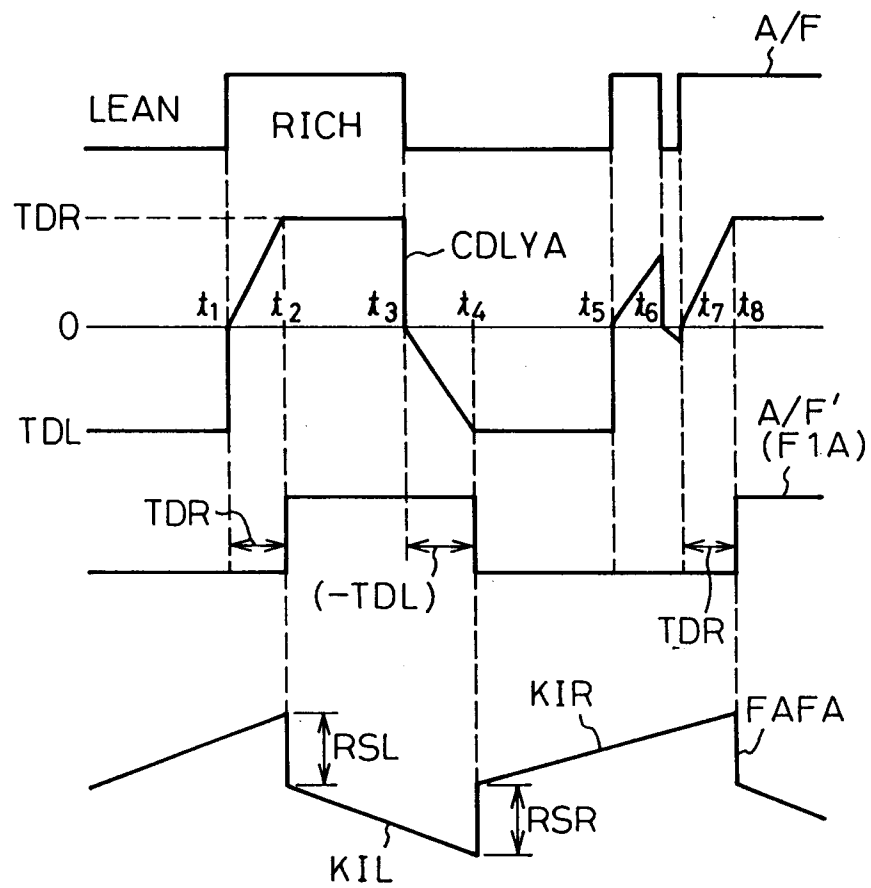 A/F
LEAN
RICH
TDR
CDLYA
t1
t2
t3
t4
t5
t6
t7
t8
0
TDL
A/F'
(F1A)
TDR
(-TDL)
TDR
KIR
FAFA
RSL
RSR
KIL